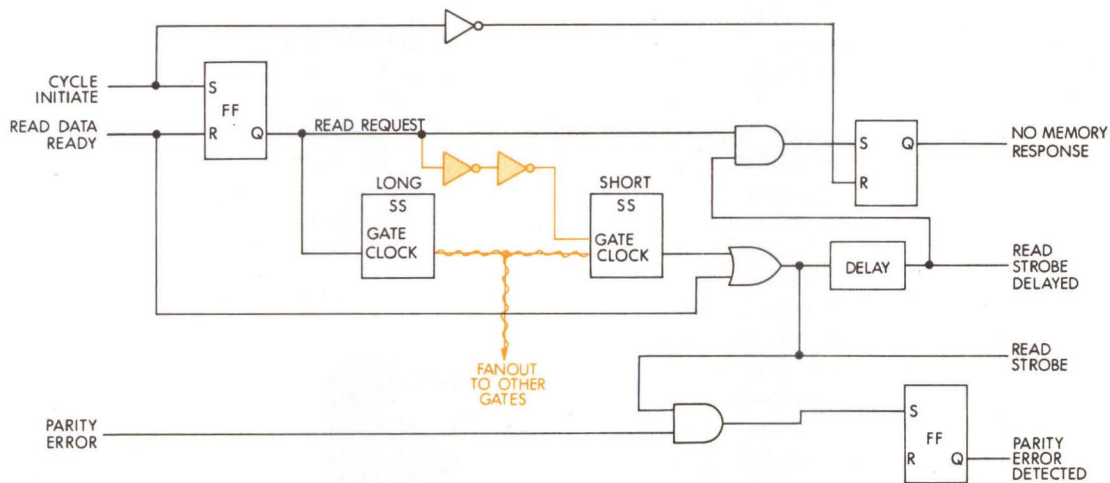 CYCLE
INITIATE
READ DATA
READY
S
FF
R
Q
READ REQUEST
LONG
SS
GATE
CLOCK
SHORT
SS
GATE
CLOCK
FANOUT
TO OTHER
GATES
DELAY
S
Q
R
NO MEMORY
RESPONSE
READ
STROBE
DELAYED
READ
STROBE
PARITY
ERROR
S
FF
R
Q
PARITY
ERROR
DETECTED